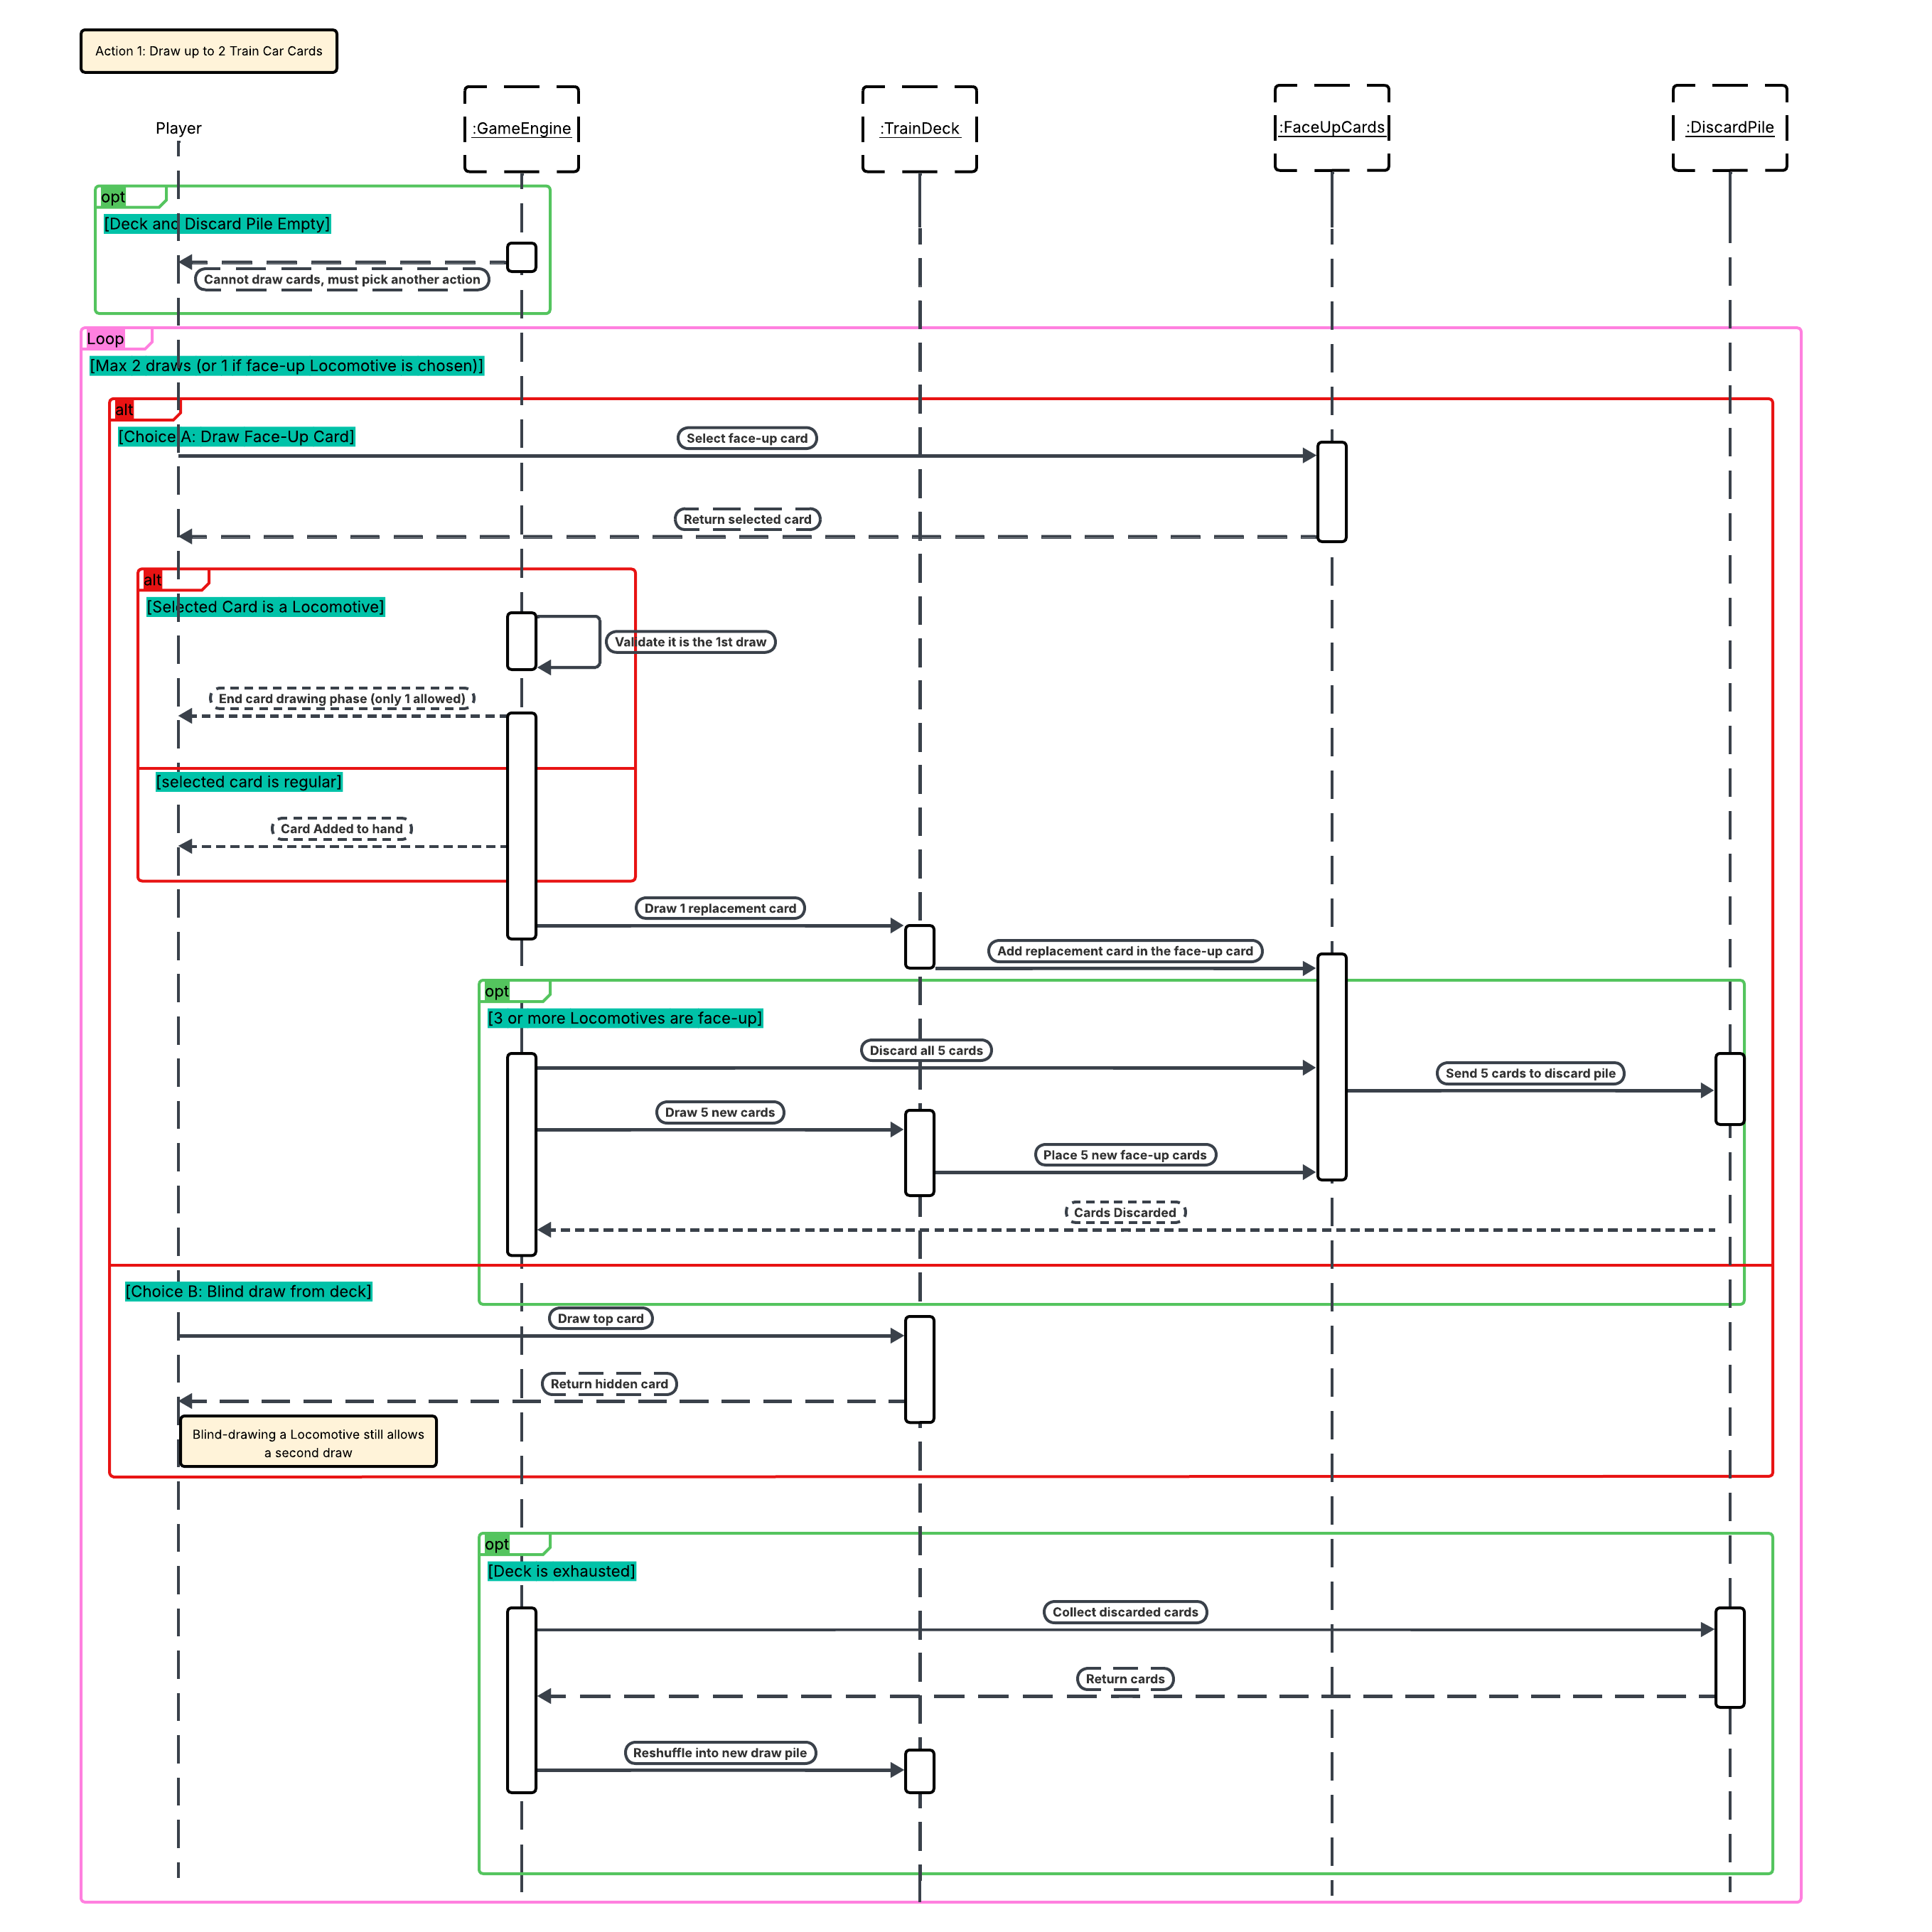 Action 1: Draw up to 2 Train Car Cards
Player
:GameEngine
:TrainDeck
:FaceUpCards
:DiscardPile
opt
[Deck and Discard Pile Empty]
Cannot draw cards, must pick another action
Loop
[Max 2 draws (or 1 if face-up Locomotive is chosen)]
alt
[Choice A: Draw Face-Up Card]
Select face-up card
Return selected card
alt
[Selected Card is a Locomotive]
Validate it is the 1st draw
End card drawing phase (only 1 allowed)
[selected card is regular]
Card Added to hand
Draw 1 replacement card
Add replacement card in the face-up card
opt
[3 or more Locomotives are face-up]
Discard all 5 cards
Send 5 cards to discard pile
Draw 5 new cards
Place 5 new face-up cards
Cards Discarded
[Choice B: Blind draw from deck]
Draw top card
Return hidden card
Blind-drawing a Locomotive still allows
a second draw
opt
[Deck is exhausted]
Collect discarded cards
Return cards
Reshuffle into new draw pile